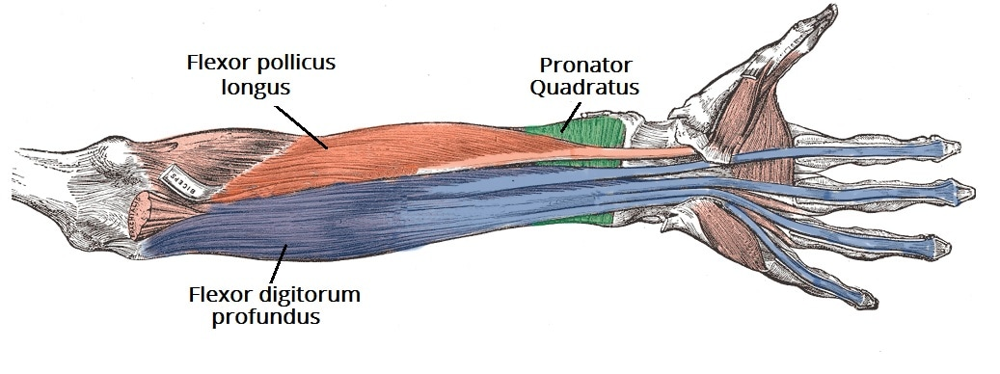 Flexor pollicus
longus
Pronator
Quadratus
BICEPS
Flexor digitorum
profundus